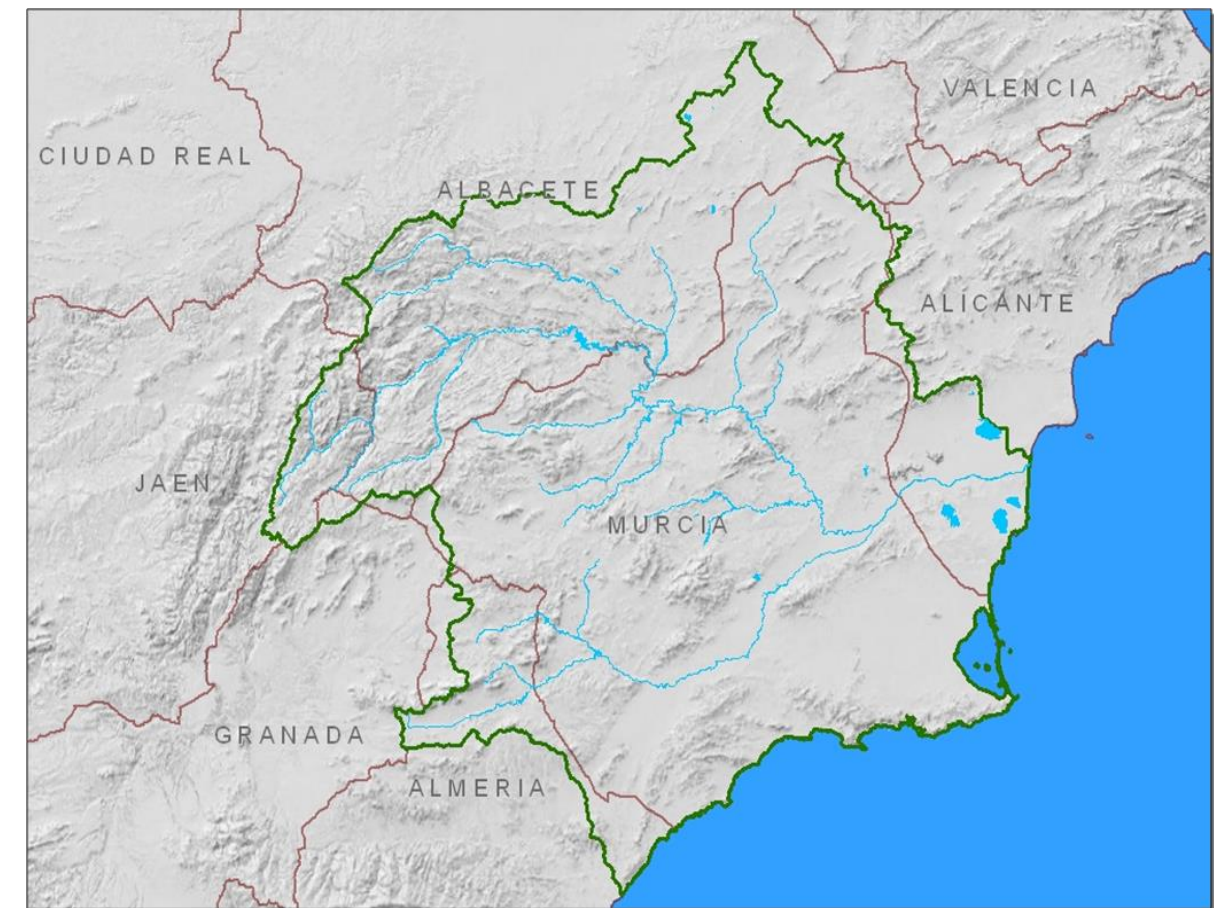 VALENCIA
CIUDAD REAL
ALBACETE
ALICANTE
JAEN
MURCIA
GRANADA
ALMERIA